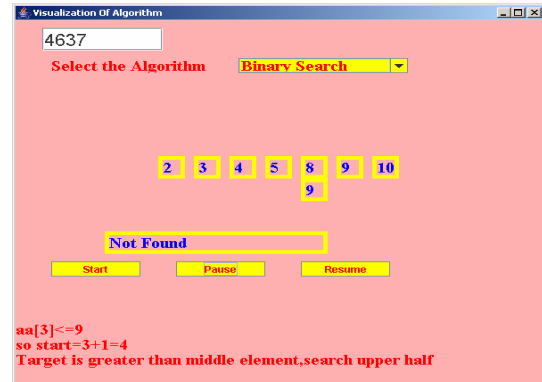 Visualization Of Algorithm
4637
Select the Algorithm Binary Search
2 3 4 5 8 9 10
9
Not Found
Start Pause Resume
aa[3]<=9
so start=3+1=4
Target is greater than middle element,search upper half